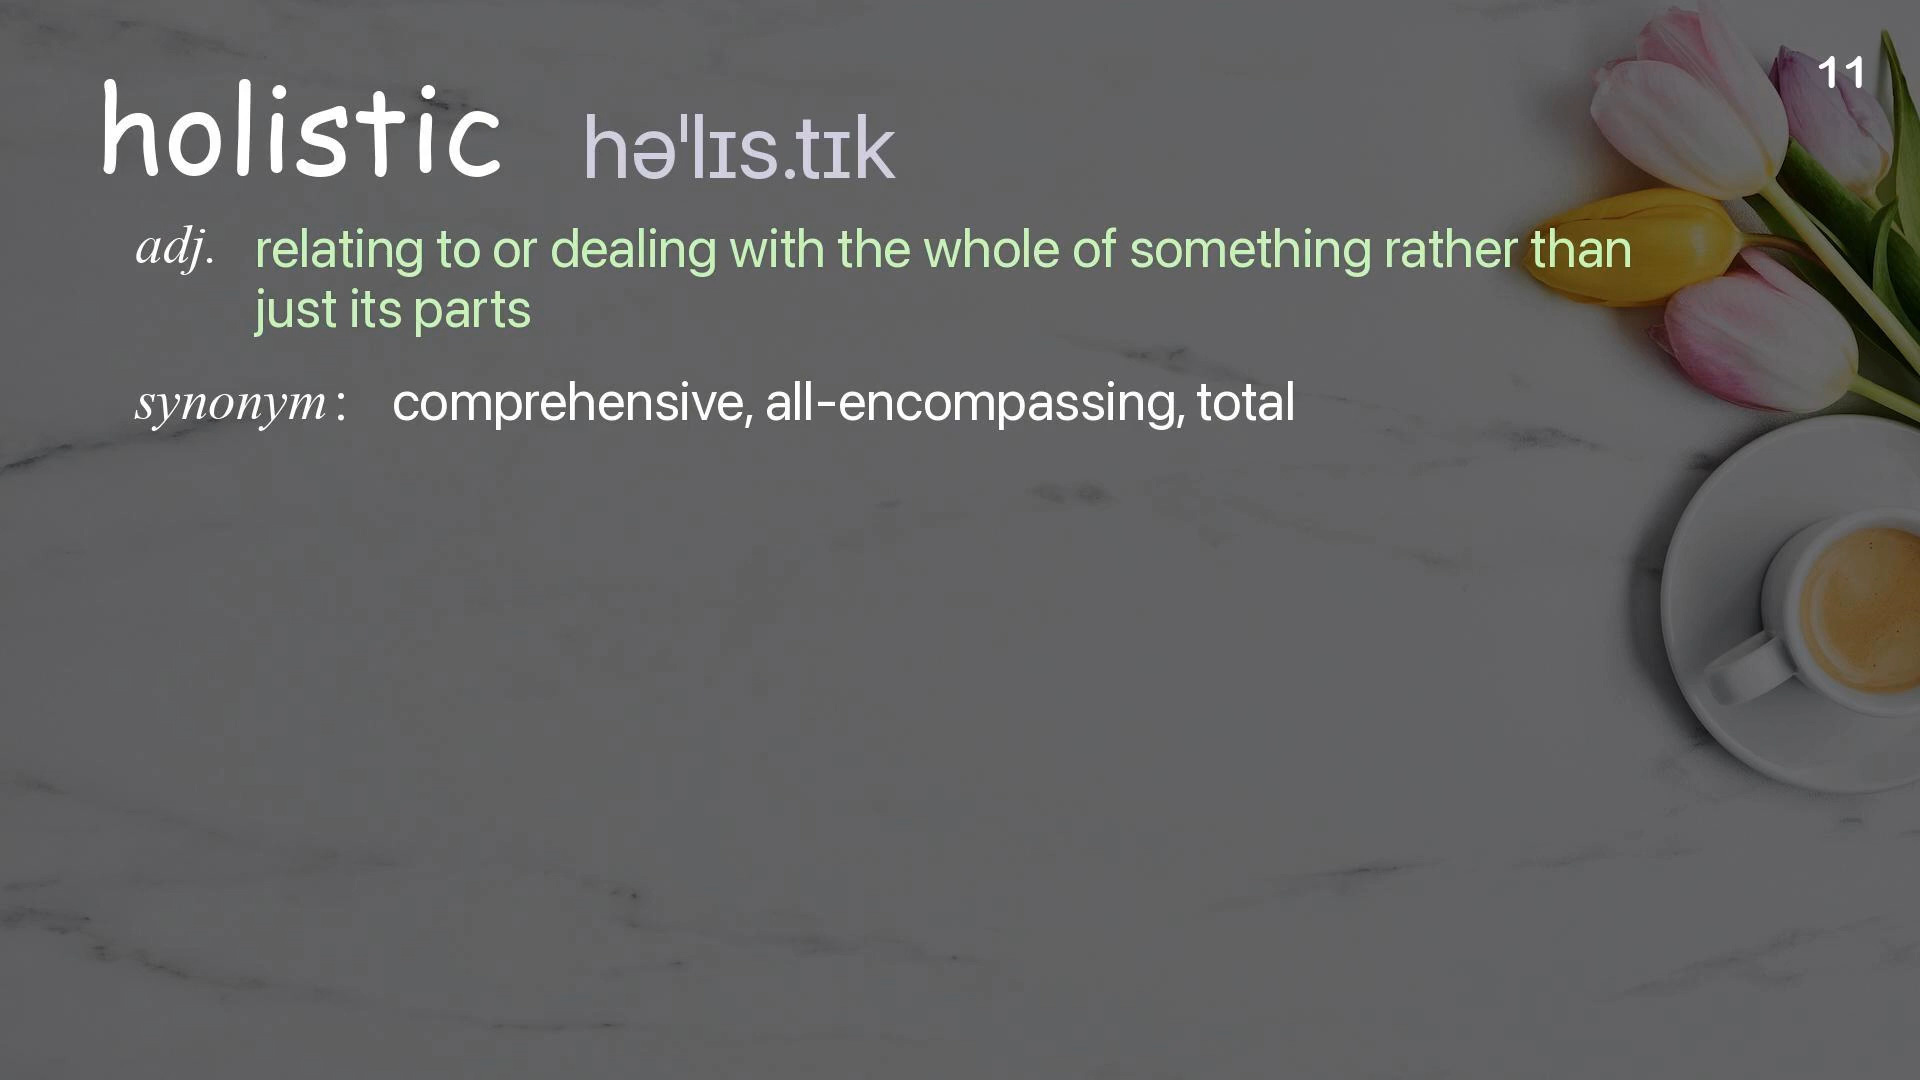 11
holistic həˈlɪs.tɪk
adj. relating to or dealing with the whole of something rather than
just its parts
synonym: comprehensive, all-encompassing, total